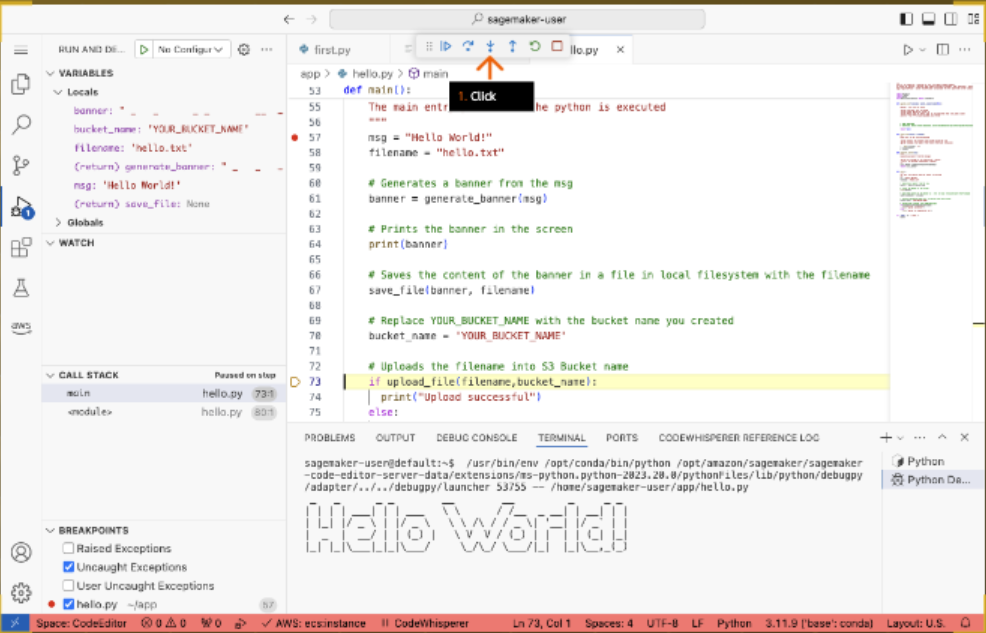 sagemaker-user
RUN AND DE...
No Configur
first.py
llo.py
VARIABLES
Locals
banner: "
bucket_name: 'YOUR_BUCKET_NAME'
filename: 'hello.txt'
(return) generate_banner: "
msg: 'Hello World!'
(return) save_file: None
Globals
WATCH
CALL STACK
Paused on step
main hello.py 73:1
<module> hello.py 80:1
BREAKPOINTS
Raised Exceptions
Uncaught Exceptions
User Uncaught Exceptions
hello.py ~/app 57
1
aws
app > hello.py > main
1. Click
53 def main():
55 The main entr the python is executed
56 """
57 msg = "Hello World!"
58 filename = "hello.txt"
59
60 # Generates a banner from the msg
61 banner = generate_banner(msg)
62
63 # Prints the banner in the screen
64 print(banner)
65
66 # Saves the content of the banner in a file in local filesystem with the filename
67 save_file(banner, filename)
68
69 # Replace YOUR_BUCKET_NAME with the bucket name you created
70 bucket_name = 'YOUR_BUCKET_NAME'
71
72 # Uploads the filename into S3 Bucket name
73 if upload_file(filename,bucket_name):
74 print("Upload successful")
75 else:
PROBLEMS OUTPUT DEBUG CONSOLE TERMINAL PORTS CODEWHISPERER REFERENCE LOG
sagemaker-user@default:~$ /usr/bin/env /opt/conda/bin/python /opt/amazon/sagemaker/sagemaker
-code-editor-server-data/extensions/ms-python.python-2023.20.0/pythonFiles/lib/python/debugpy
/adapter/../../debugpy/launcher 53755 -- /home/sagemaker-user/app/hello.py
Hello World!
Python
Python De...
Space: CodeEditor 0 0 0 AWS: ecs:instance CodeWhisperer Ln 73, Col 1 Spaces: 4 UTF-8 LF Python 3.11.9 ('base': conda) Layout: U.S.